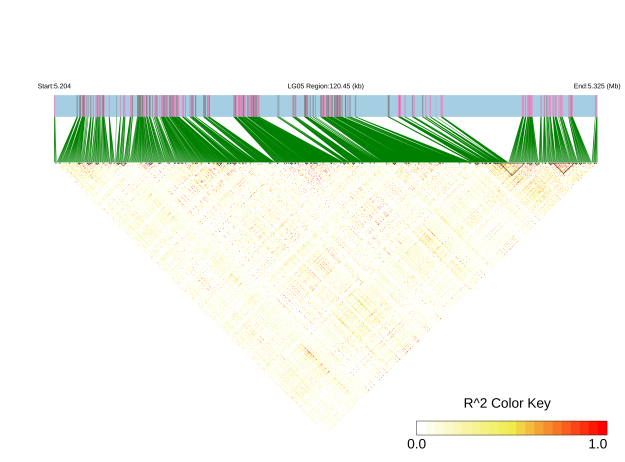 Start:5.204 LG05 Region:120.45 (kb) End:5.325 (Mb)
R^2 Color Key
0.0 1.0